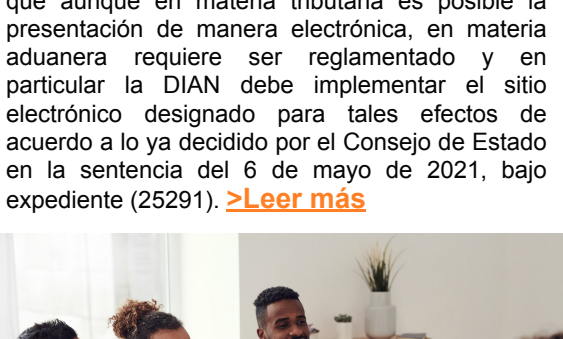 que aunque en materia tributaria es posible la
presentación de manera electrónica, en materia
aduanera requiere ser reglamentado y en
particular la DIAN debe implementar el sitio
electrónico designado para tales efectos de
acuerdo a lo ya decidido por el Consejo de Estado
en la sentencia del 6 de mayo de 2021, bajo
expediente (25291). >Leer más